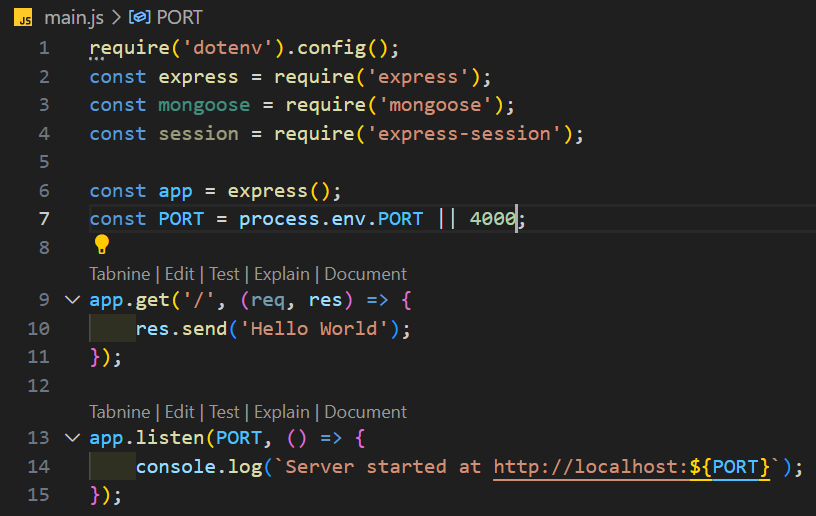 JS main.js > PORT
1 require('dotenv').config();
2 const express = require('express');
3 const mongoose = require('mongoose');
4 const session = require('express-session');
5
6 const app = express();
7 const PORT = process.env.PORT || 4000;
8
Tabnine | Edit | Test | Explain | Document
9 app.get('/', (req, res) => {
10 res.send('Hello World');
11 });
12
Tabnine | Edit | Test | Explain | Document
13 app.listen(PORT, () => {
14 console.log(`Server started at http://localhost:${PORT}`);
15 });